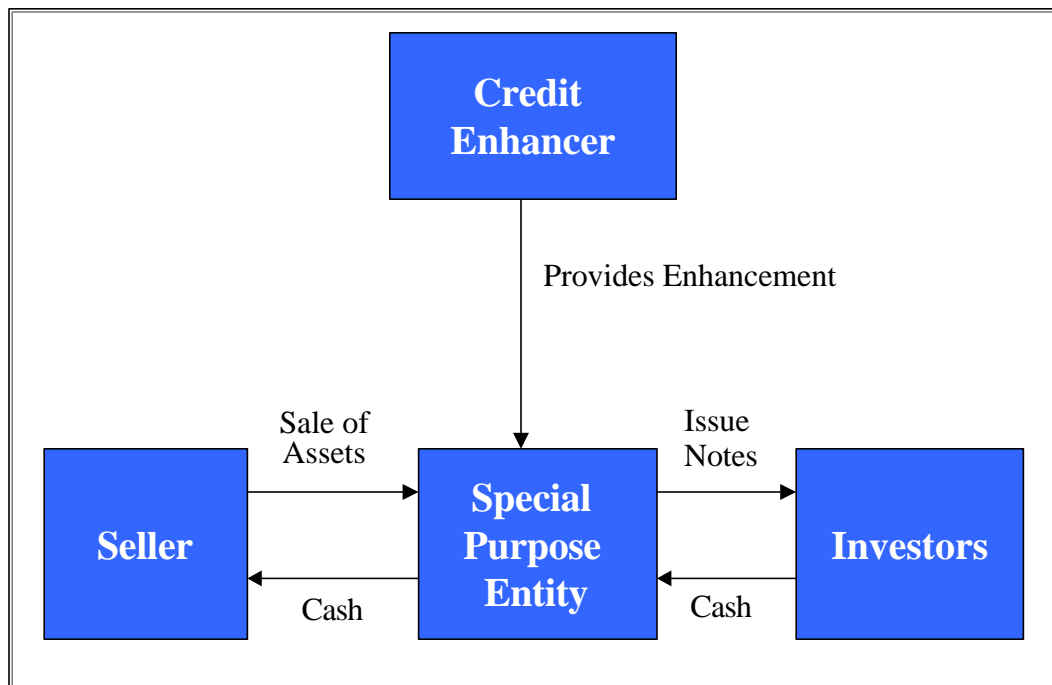 Credit
Enhancer
Provides Enhancement
Sale of
Assets
Issue
Notes
Seller
Special
Purpose
Entity
Investors
Cash
Cash